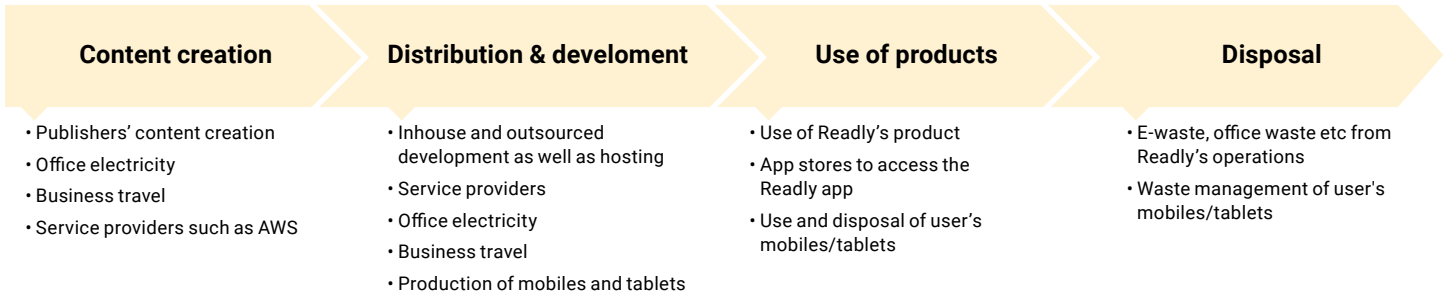 Content creation
• Publishers’ content creation
• Office electricity
• Business travel
• Service providers such as AWS
Distribution & develoment
• Inhouse and outsourced
development as well as hosting
• Service providers
• Office electricity
• Business travel
• Production of mobiles and tablets
Use of products
• Use of Readly’s product
• App stores to access the
Readly app
• Use and disposal of user’s
mobiles/tablets
Disposal
• E-waste, office waste etc from
Readly’s operations
• Waste management of user's
mobiles/tablets